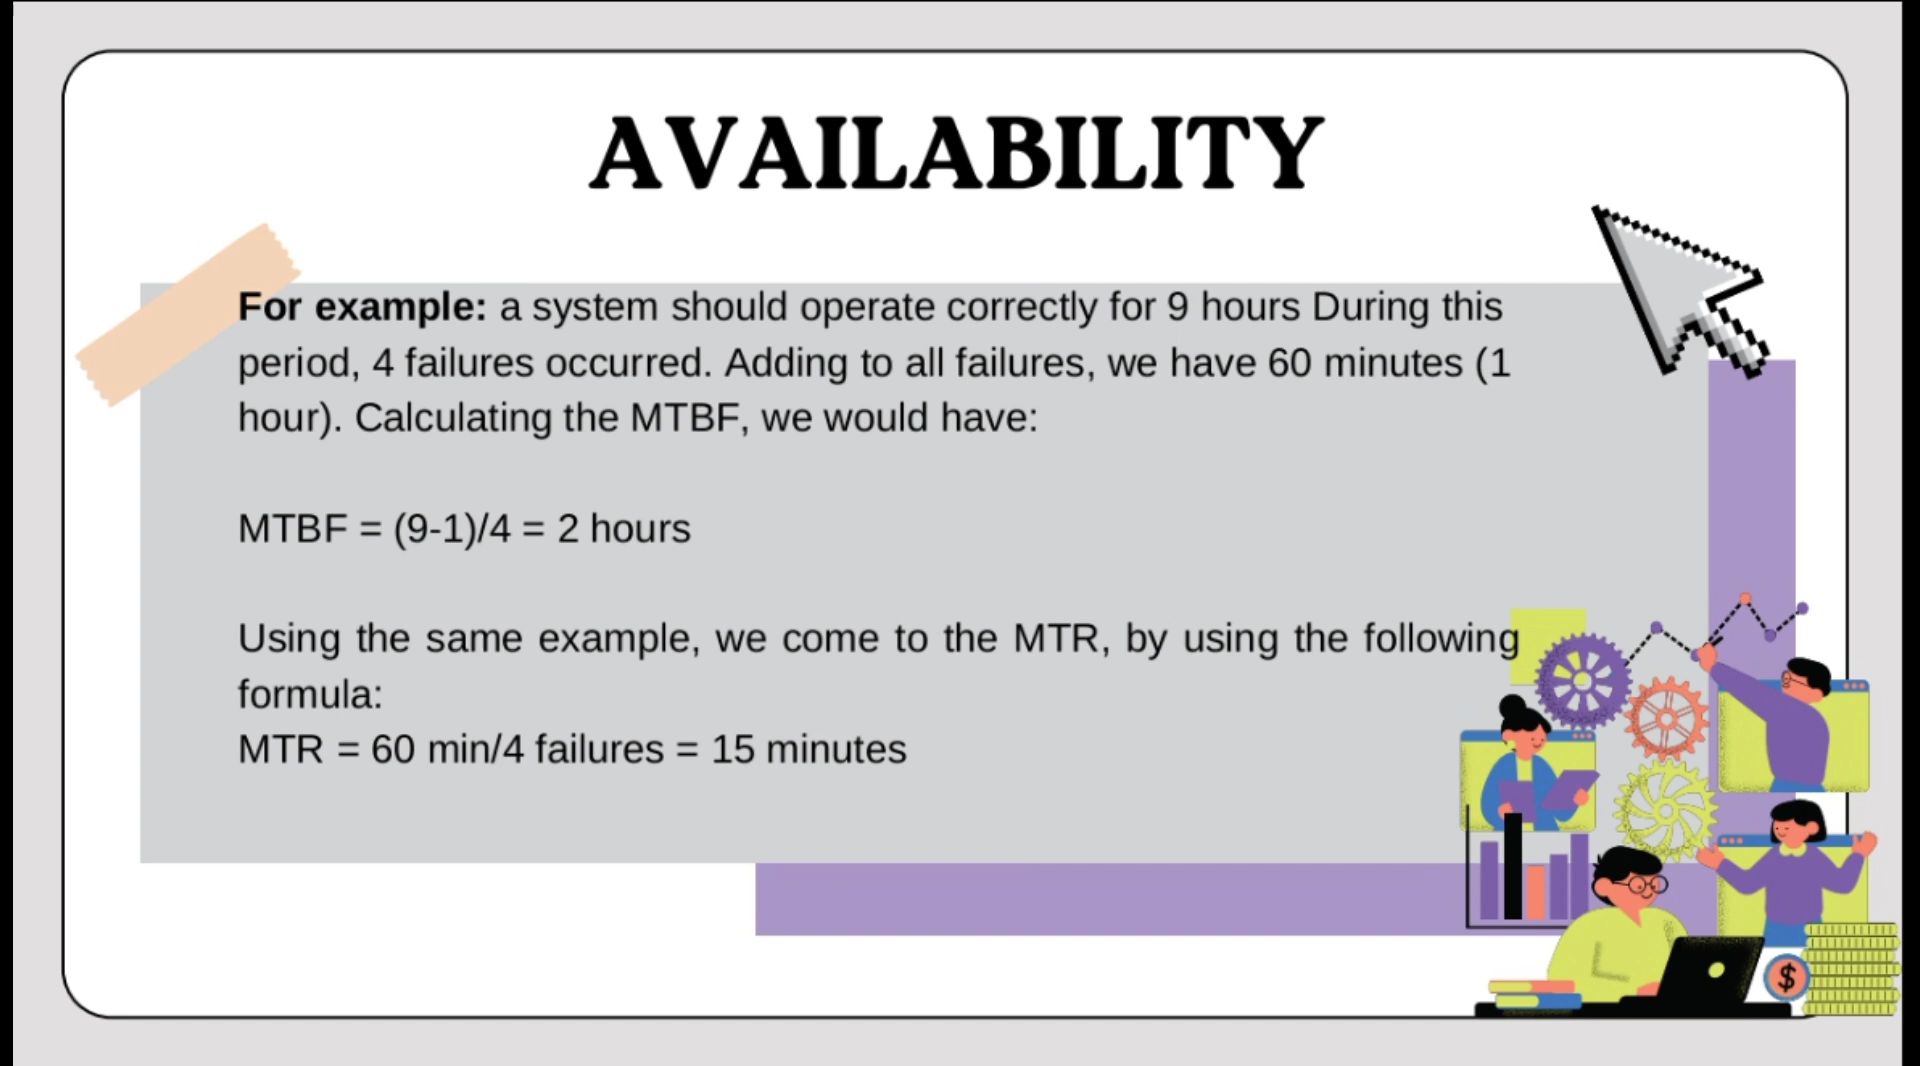 AVAILABILITY
For example: a system should operate correctly for 9 hours During this
period, 4 failures occurred. Adding to all failures, we have 60 minutes (1
hour). Calculating the MTBF, we would have:
MTBF = (9-1)/4 = 2 hours
Using the same example, we come to the MTR, by using the following
formula:
MTR = 60 min/4 failures = 15 minutes
$